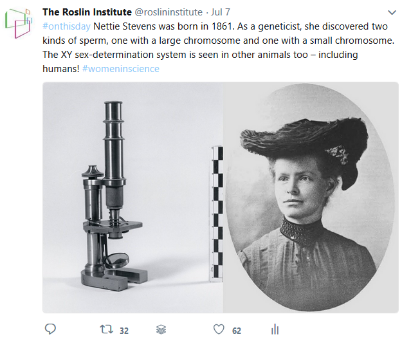 The Roslin Institute @roslininstitute · Jul 7
#onthisday Nettie Stevens was born in 1861. As a geneticist, she discovered two
kinds of sperm, one with a large chromosome and one with a small chromosome.
The XY sex-determination system is seen in other animals too – including
humans! #womeninscience
32 62